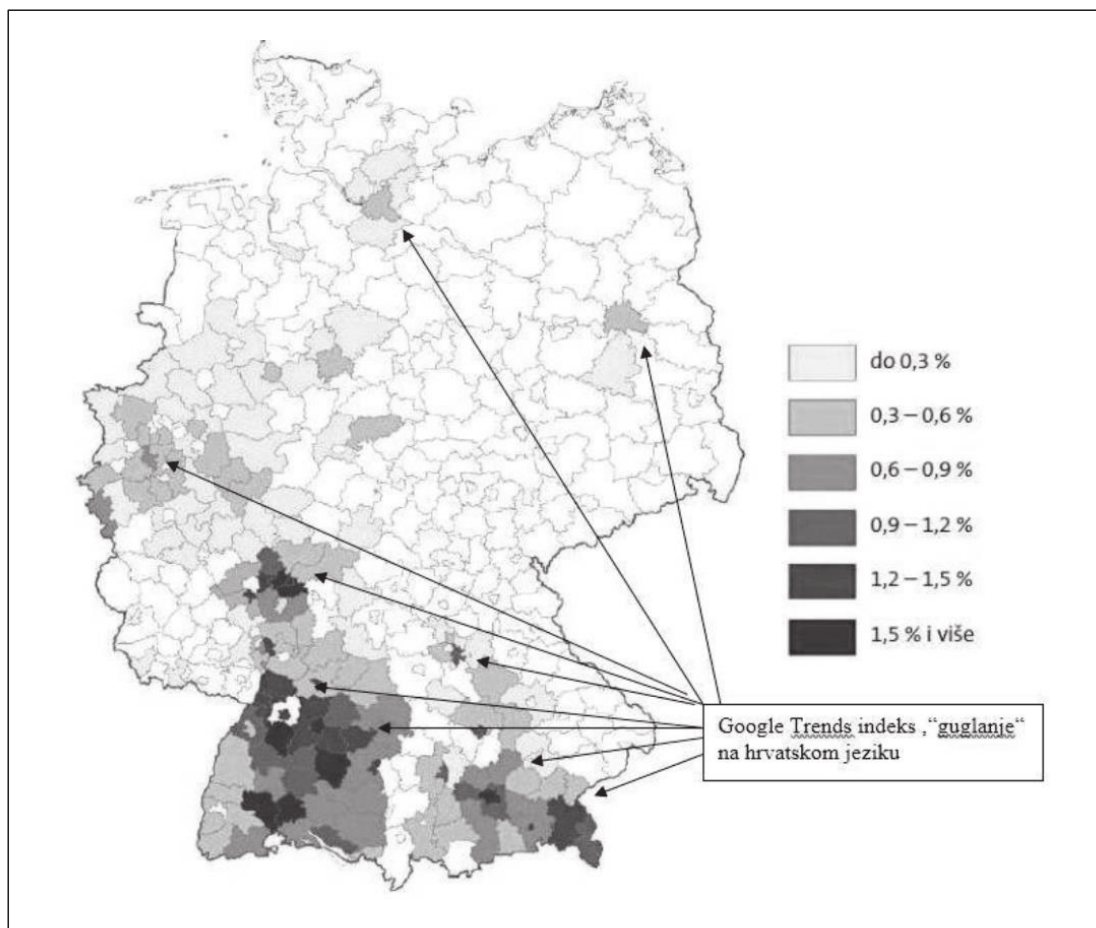 do 0,3 %
0,3 – 0,6 %
0,6 – 0,9 %
0,9 – 1,2 %
1,2 – 1,5 %
1,5 % i više
Google Trends indeks ,“guglanje“
na hrvatskom jeziku